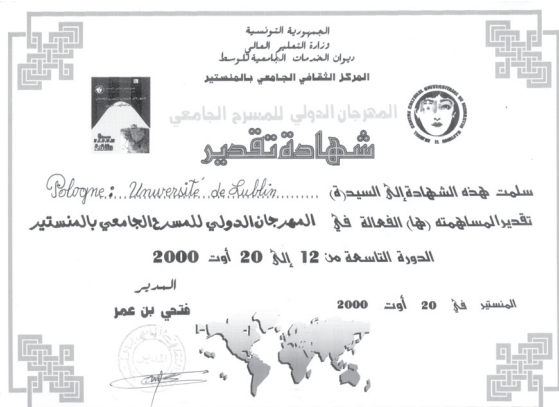 الجمهورية التونسية
وزارة التعليم العالي
ديوان الخدمات الجامعية للوسط
المركز الثقافي الجامعي بالمنستير
المهرجان الدولي للمسرح الجامعي
شهادة تقدير
سلمت هذه الشهادة إلى السيد(ة) Pologne: Université de Lublin
تقديرا لمساهمته (ها) الفعالة في المهرجان الدولي للمسرح الجامعي بالمنستير
الدورة التاسعة من 12 إلى 20 أوت 2000
المنستير في 20 أوت 2000
المدير
فتحي بن عمر